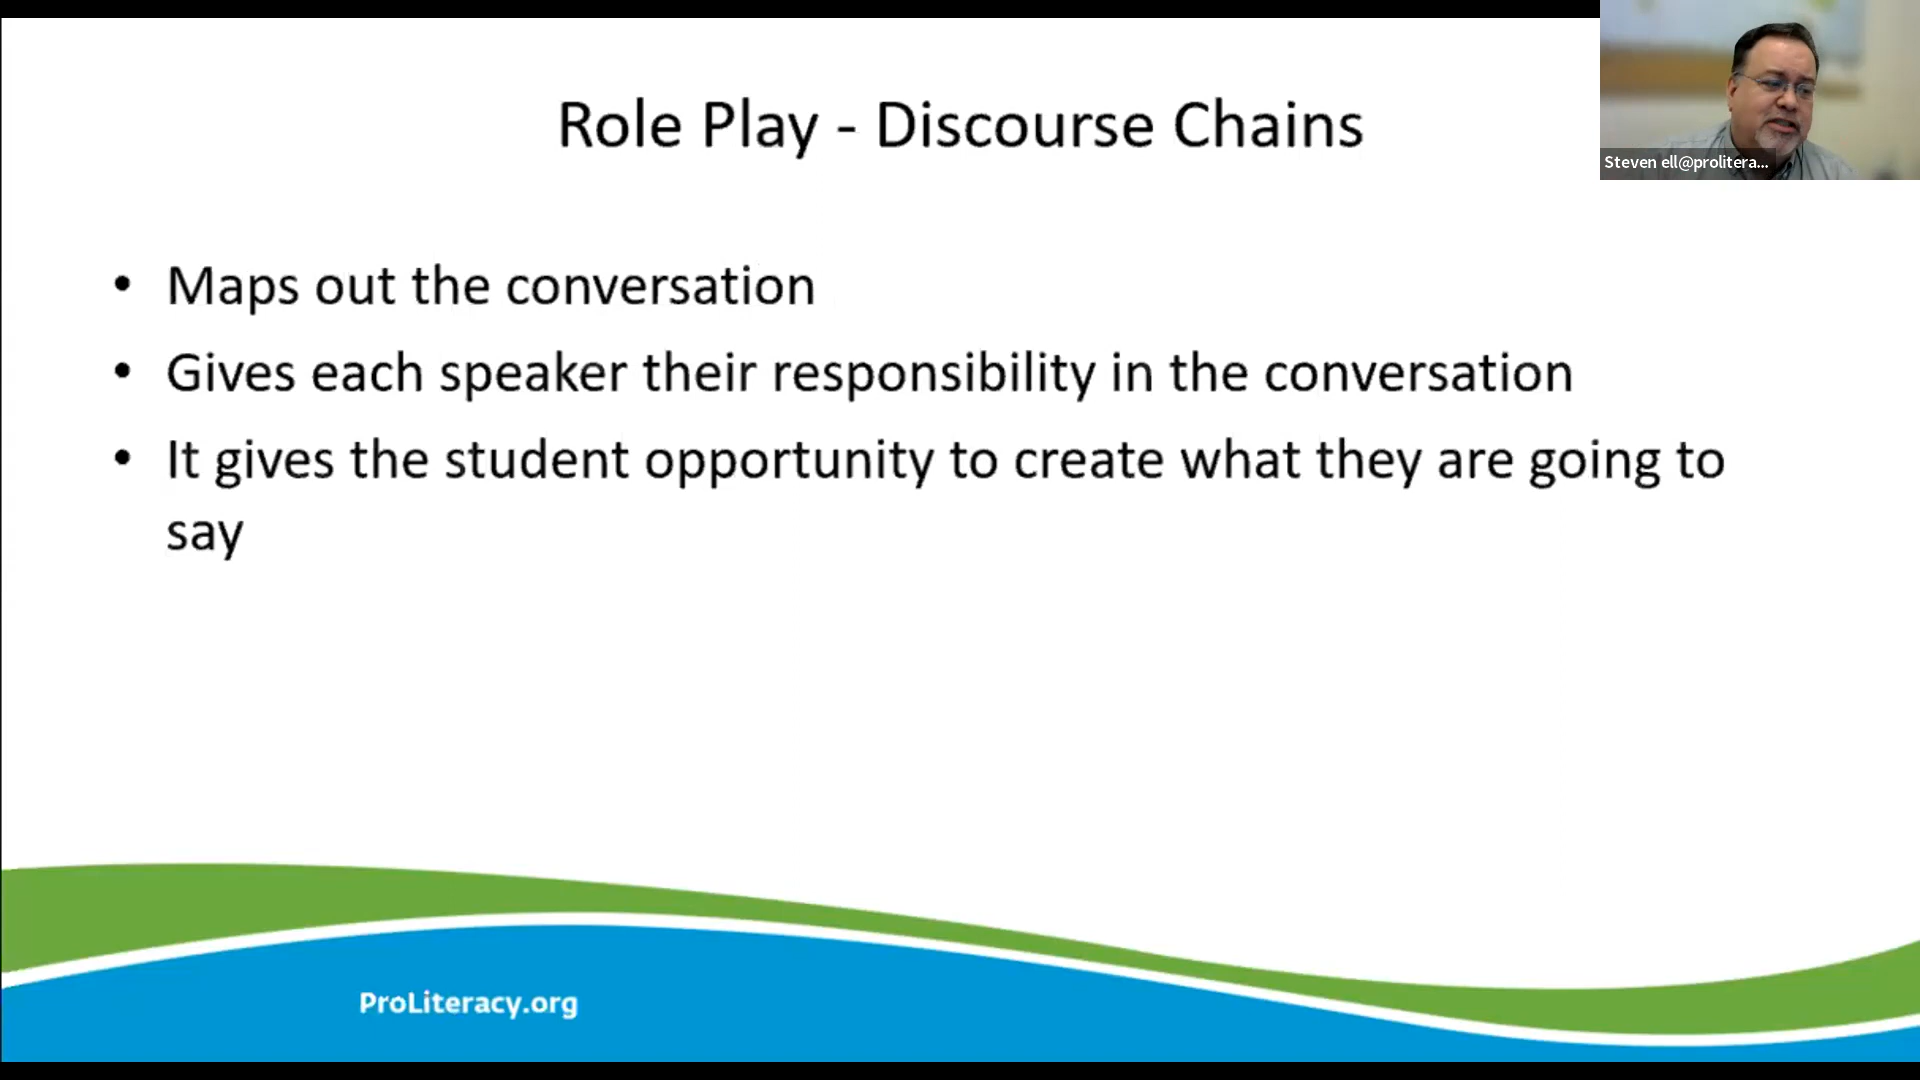 Role Play - Discourse Chains
Steven ell@prolitera...
• Maps out the conversation
• Gives each speaker their responsibility in the conversation
• It gives the student opportunity to create what they are going to
say
ProLiteracy.org